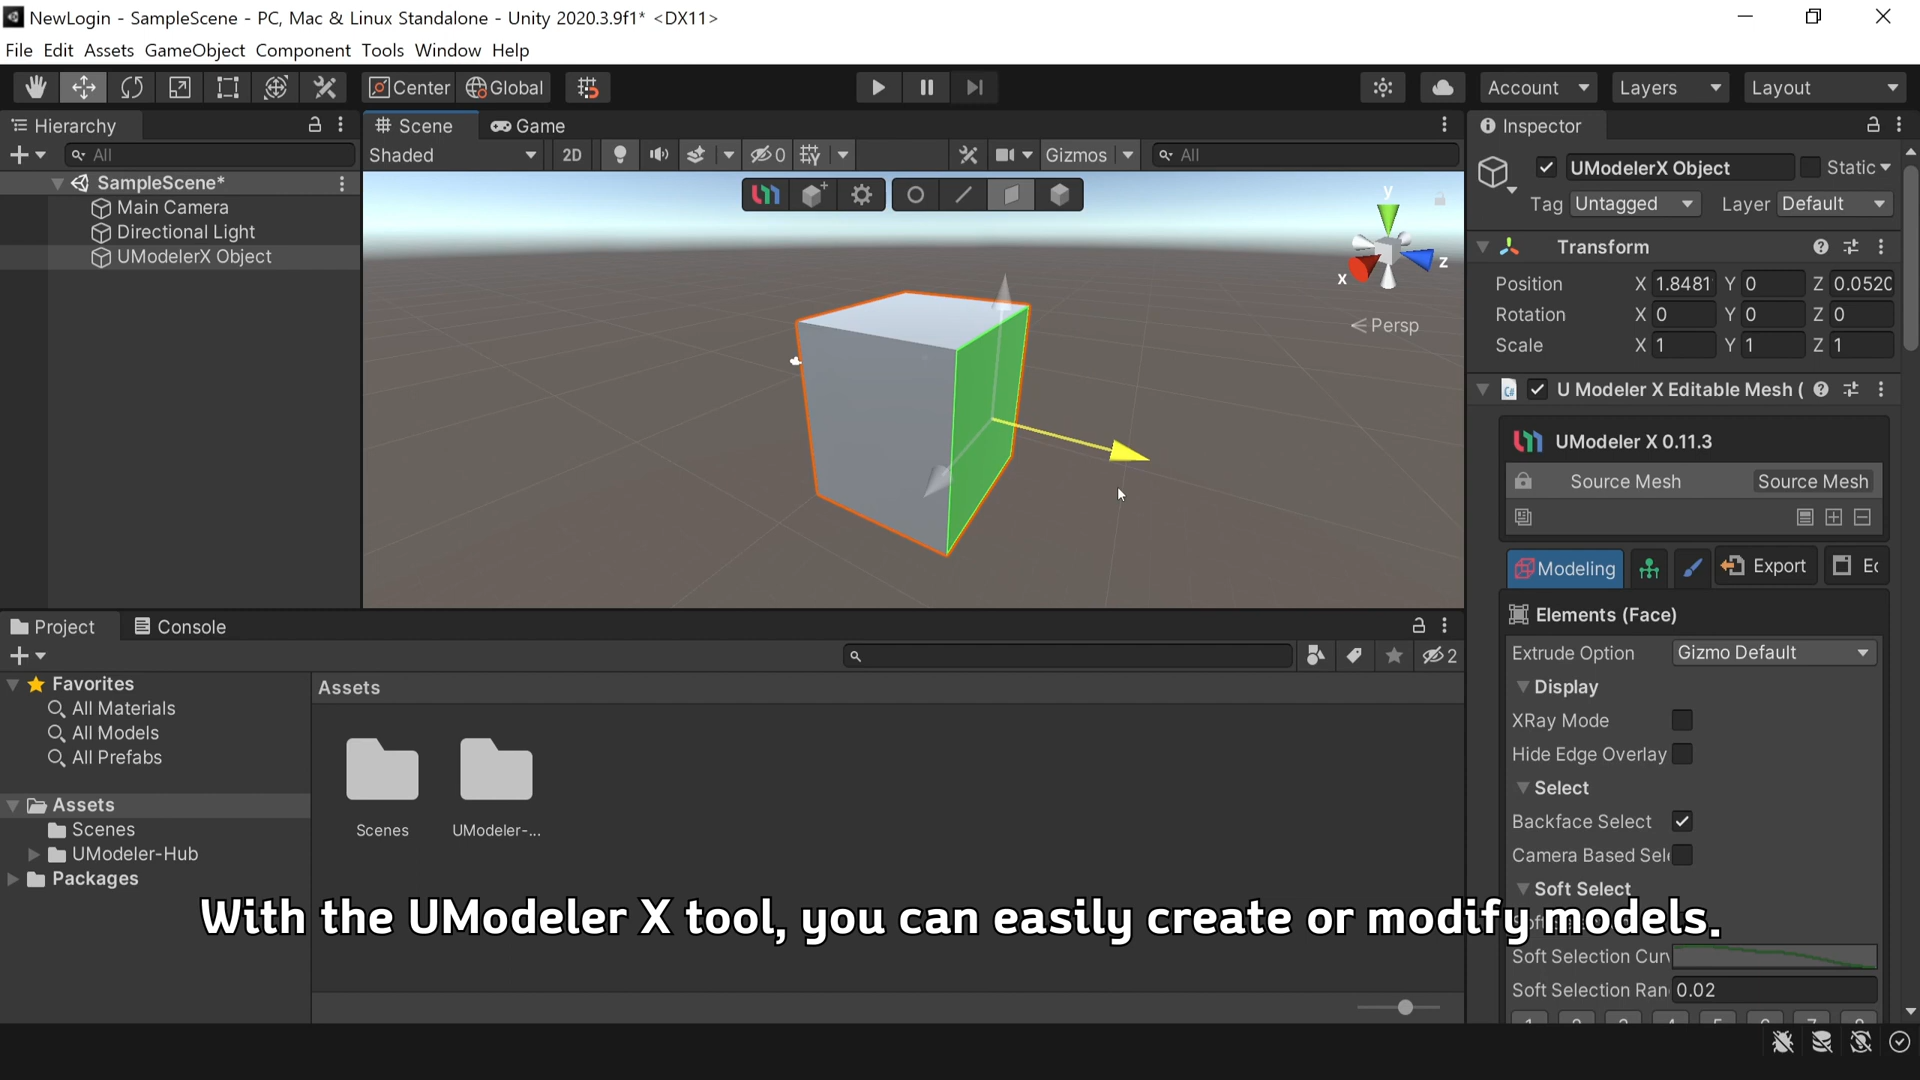 NewLogin - SampleScene - PC, Mac & Linux Standalone - Unity 2020.3.9f1* <DX11>
File Edit Assets GameObject Component Tools Window Help
Center Global Account Layers Layout
Hierarchy
All
SampleScene*
Main Camera
Directional Light
UModelerX Object
Scene Game
Shaded 2D 0 Gizmos All
y
x
z
Persp
Inspector
UModelerX Object Static
Tag Untagged Layer Default
Transform
Position X 1.8481 Y 0 Z 0.0520
Rotation X 0 Y 0 Z 0
Scale X 1 Y 1 Z 1
U Modeler X Editable Mesh (
UModeler X 0.11.3
Source Mesh Source Mesh
Modeling Export
Elements (Face)
Extrude Option Gizmo Default
Display
XRay Mode
Hide Edge Overlay
Select
Backface Select
Camera Based Sel
Soft Select
Soft Selection Cur
Soft Selection Ran 0.02
Project Console
2
Favorites
All Materials
All Models
All Prefabs
Assets
Scenes
UModeler-Hub
Packages
Assets
Scenes
UModeler-...
With the UModeler X tool, you can easily create or modify models.